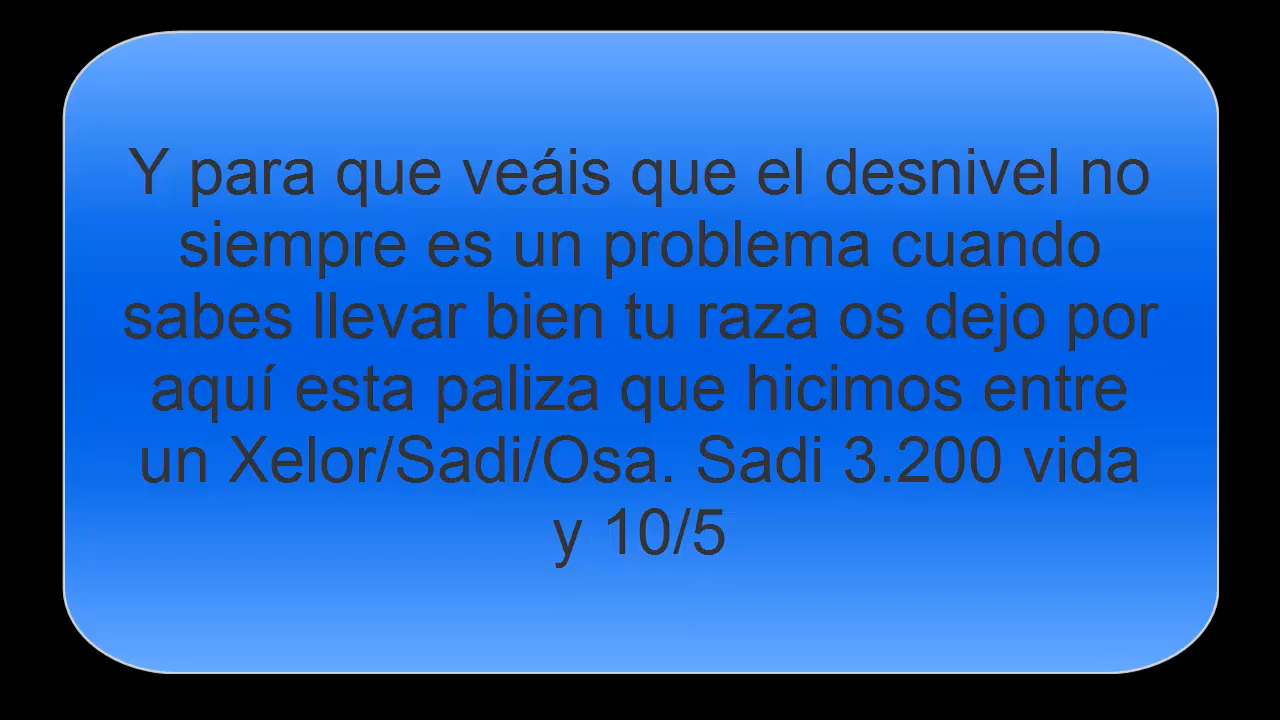 Y para que veáis que el desnivel no
siempre es un problema cuando
sabes llevar bien tu raza os dejo por
aquí esta paliza que hicimos entre
un Xelor/Sadi/Osa. Sadi 3.200 vida
y 10/5